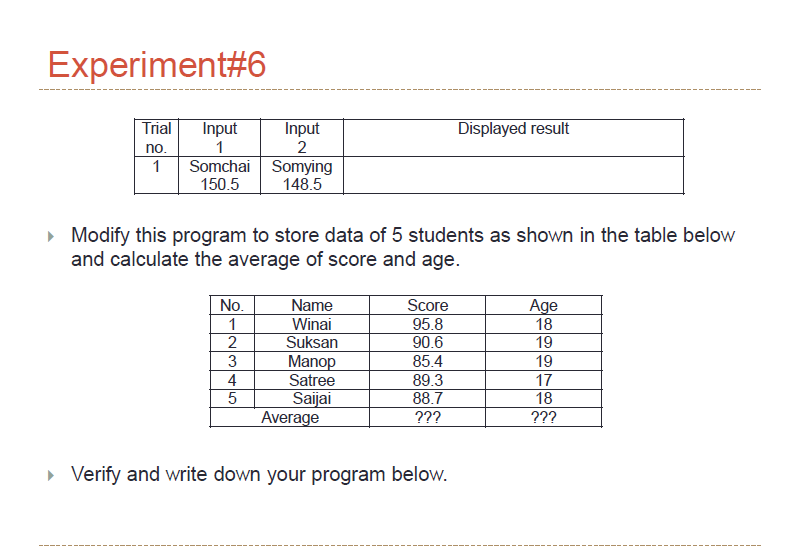 Experiment#6
Trial no. Input 1 Input 2 Displayed result
1 Somchai 150.5 Somying 148.5
Modify this program to store data of 5 students as shown in the table below
and calculate the average of score and age.
No. Name Score Age
1 Winai 95.8 18
2 Suksan 90.6 19
3 Manop 85.4 19
4 Satree 89.3 17
5 Saijai 88.7 18
Average ??? ???
Verify and write down your program below.